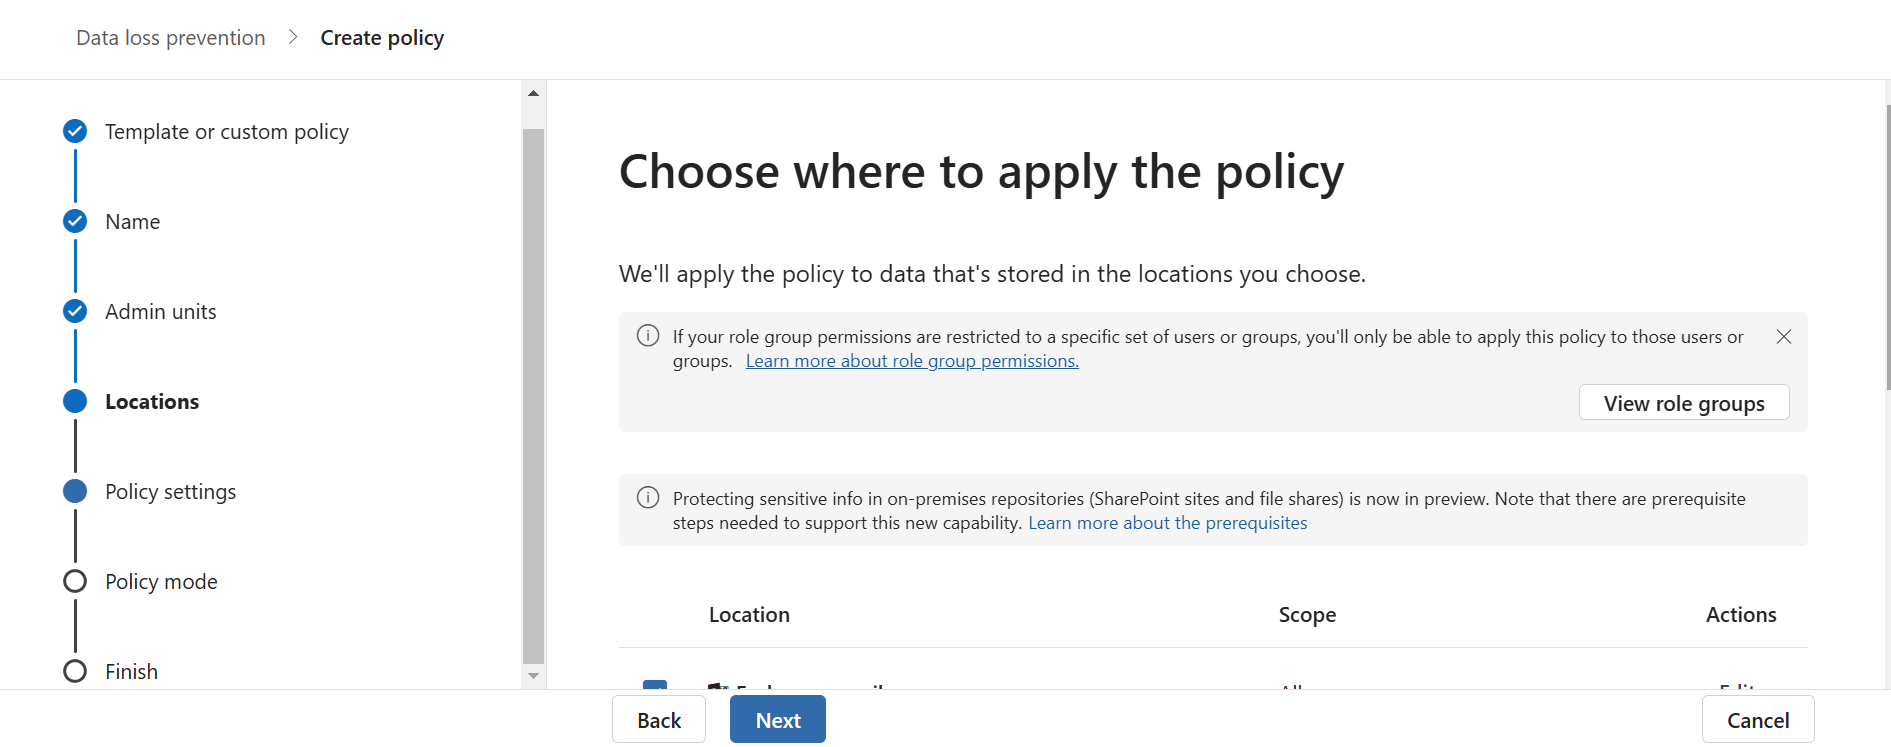 Data loss prevention > Create policy
Template or custom policy
Name
Admin units
Locations
Policy settings
Policy mode
Finish
Choose where to apply the policy
We'll apply the policy to data that's stored in the locations you choose.
If your role group permissions are restricted to a specific set of users or groups, you'll only be able to apply this policy to those users or
groups. Learn more about role group permissions.
View role groups
Protecting sensitive info in on-premises repositories (SharePoint sites and file shares) is now in preview. Note that there are prerequisite
steps needed to support this new capability. Learn more about the prerequisites
Location Scope Actions
Back Next Cancel